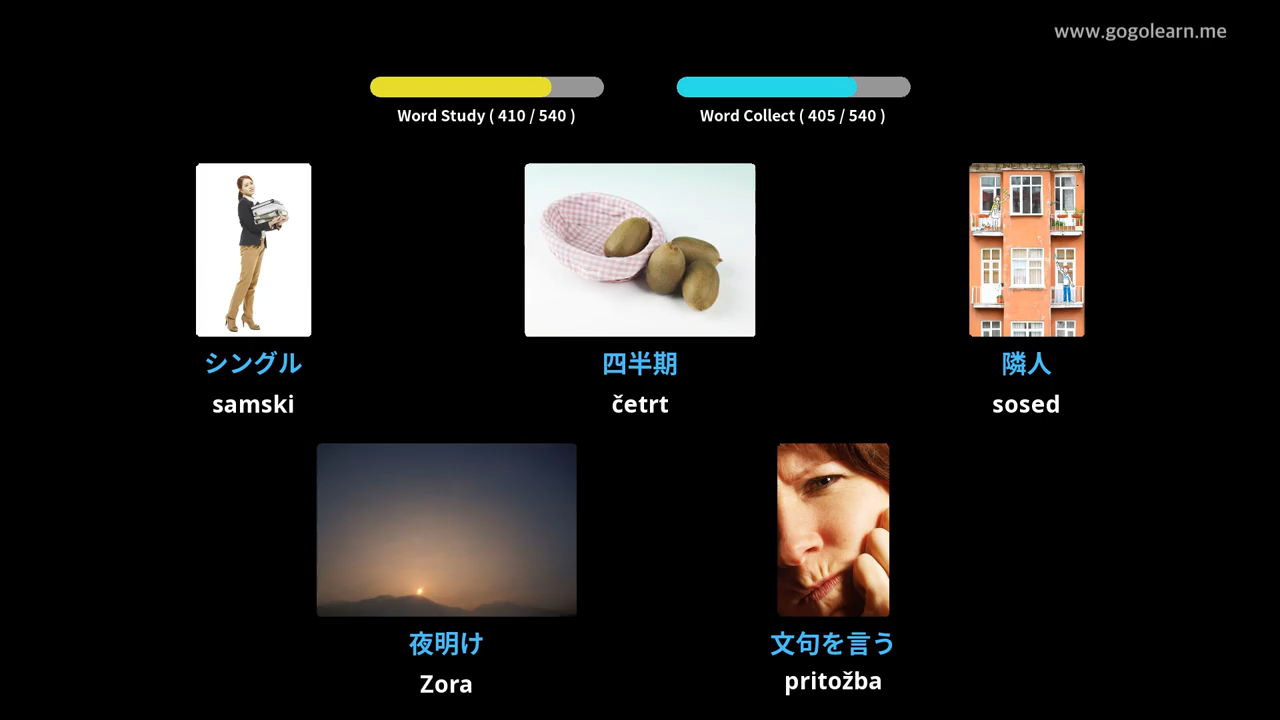 www.gogolearn.me
Word Study ( 410 / 540 )
Word Collect ( 405 / 540 )
シングル
samski
四半期
četrt
隣人
sosed
夜明け
Zora
文句を言う
pritožba